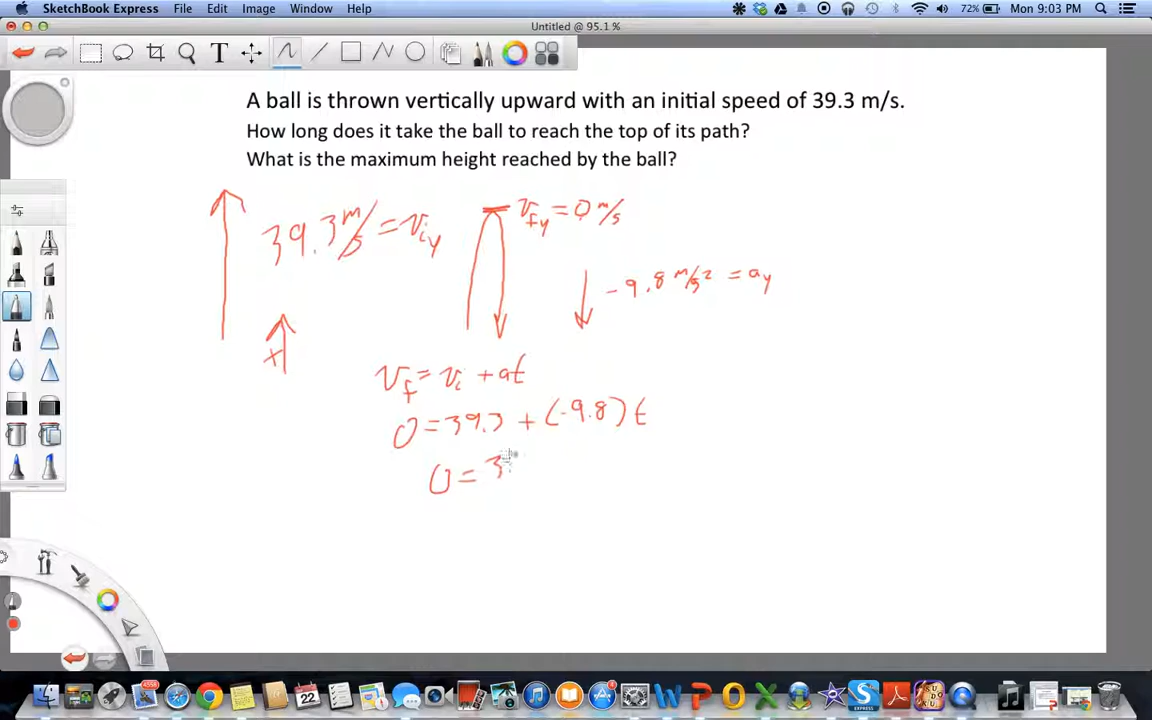 SketchBook Express File Edit Image Window Help 72% Mon 9:03 PM
Untitled @ 95.1 %
T
A ball is thrown vertically upward with an initial speed of 39.3 m/s.
How long does it take the ball to reach the top of its path?
What is the maximum height reached by the ball?
39.3 m/s = viy
vfy = 0 m/s
-9.8 m/s² = ay
+
vf = vi + at
0 = 39.3 + (-9.8) t
0 = 3
22